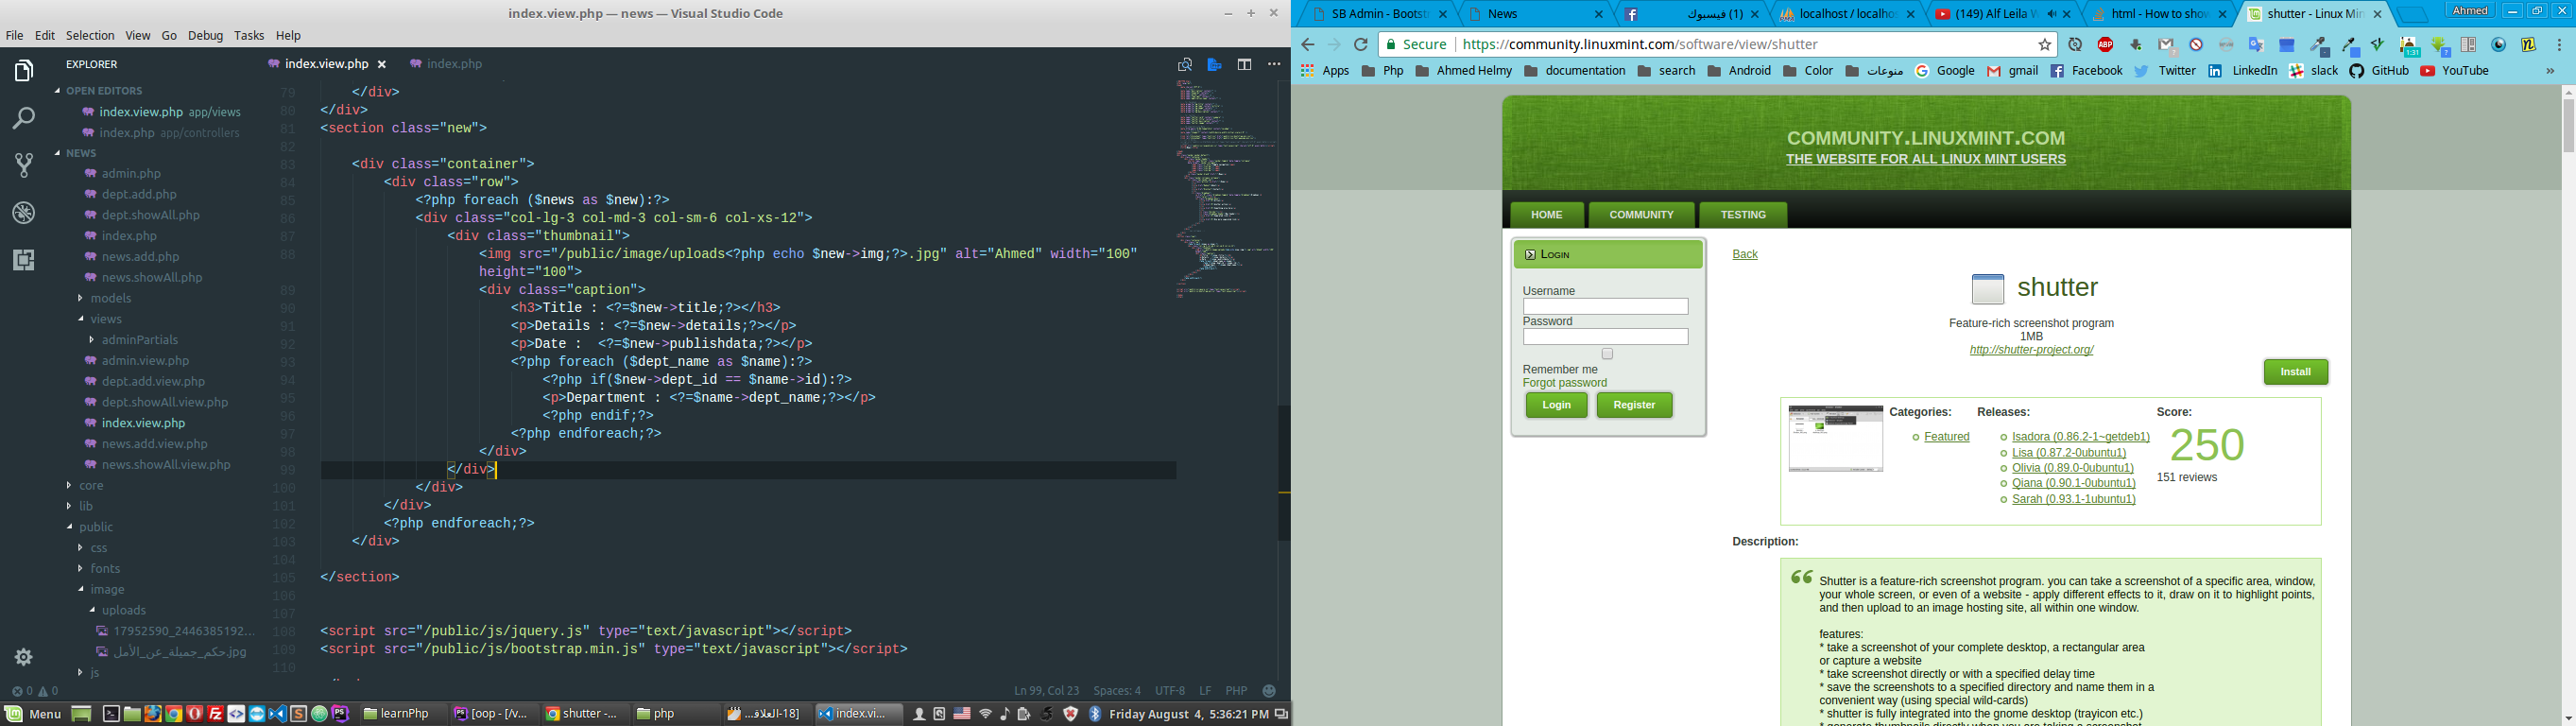 index.view.php — news — Visual Studio Code
File Edit Selection View Go Debug Tasks Help
EXPLORER
OPEN EDITORS
index.view.php app/views
index.php app/controllers
NEWS
admin.php
dept.add.php
dept.showAll.php
index.php
news.add.php
news.showAll.php
models
views
adminPartials
admin.view.php
dept.add.view.php
dept.showAll.view.php
index.view.php
news.add.view.php
news.showAll.view.php
core
lib
public
css
fonts
image
uploads
17952590_2446385192...
حكم_جميلة_عن_الأمل.jpg
js
index.view.php
index.php
79 </div>
80 </div>
81 <section class="new">
82
83 <div class="container">
84 <div class="row">
85 <?php foreach ($news as $new):?>
86 <div class="col-lg-3 col-md-3 col-sm-6 col-xs-12">
87 <div class="thumbnail">
88 <img src="/public/image/uploads<?php echo $new->img;?>.jpg" alt="Ahmed" width="100"
height="100">
89 <div class="caption">
90 <h3>Title : <?=$new->title;?></h3>
91 <p>Details : <?=$new->details;?></p>
92 <p>Date :  <?=$new->publishdata;?></p>
93 <?php foreach ($dept_name as $name):?>
94 <?php if($new->dept_id == $name->id):?>
95 <p>Department : <?=$name->dept_name;?></p>
96 <?php endif;?>
97 <?php endforeach;?>
98 </div>
99 </div>
100 </div>
101 </div>
102 <?php endforeach;?>
103 </div>
104
105 </section>
106
107
108 <script src="/public/js/jquery.js" type="text/javascript"></script>
109 <script src="/public/js/bootstrap.min.js" type="text/javascript"></script>
110
0 0
Ln 99, Col 23 Spaces: 4 UTF-8 LF PHP
Menu
learnPhp
[oop - [/v...
shutter -...
php
[18-العلاق...
index.vi...
Friday August 4, 5:36:21 PM
SB Admin - Bootst
News
(1) فيسبوك
localhost / localhos
(149) Alf Leila W
html - How to show
shutter - Linux Min
Ahmed
Secure https://community.linuxmint.com/software/view/shutter
ABP
1:31
Apps Php Ahmed Helmy documentation search Android Color منوعات Google gmail Facebook Twitter LinkedIn slack GitHub YouTube »
COMMUNITY.LINUXMINT.COM
THE WEBSITE FOR ALL LINUX MINT USERS
HOME COMMUNITY TESTING
LOGIN
Username
Password
Remember me
Forgot password
Login Register
Back
shutter
Feature-rich screenshot program
1MB
http://shutter-project.org/
Install
Categories:
Featured
Releases:
Isadora (0.86.2-1~getdeb1)
Lisa (0.87.2-0ubuntu1)
Olivia (0.89.0-0ubuntu1)
Qiana (0.90.1-0ubuntu1)
Sarah (0.93.1-1ubuntu1)
Score:
250
151 reviews
Description:
Shutter is a feature-rich screenshot program. you can take a screenshot of a specific area, window,
your whole screen, or even of a website - apply different effects to it, draw on it to highlight points,
and then upload to an image hosting site, all within one window.
features:
* take a screenshot of your complete desktop, a rectangular area
or capture a website
* take screenshot directly or with a specified delay time
* save the screenshots to a specified directory and name them in a
convenient way (using special wild-cards)
* shutter is fully integrated into the gnome desktop (trayicon etc.)